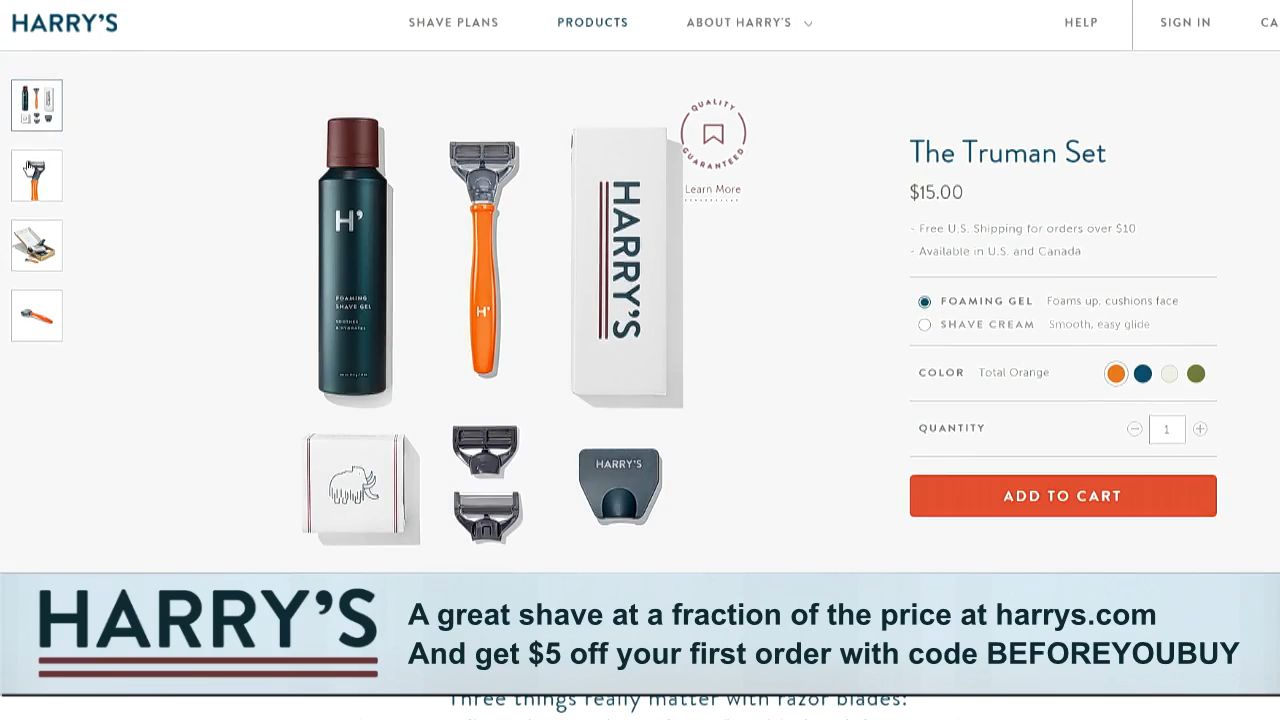 HARRY'S
SHAVE PLANS
PRODUCTS
ABOUT HARRY'S
HELP
SIGN IN
CA
QUALITY
GUARANTEED
Learn More
H'
FOAMING
SHAVE GEL
H'
HARRY'S
HARRY'S
The Truman Set
$15.00
- Free U.S. Shipping for orders over $10
- Available in U.S. and Canada
FOAMING GEL Foams up, cushions face
SHAVE CREAM Smooth, easy glide
COLOR Total Orange
QUANTITY
1
ADD TO CART
HARRY'S
A great shave at a fraction of the price at harrys.com
And get $5 off your first order with code BEFOREYOUBUY
Three things really matter with razor blades: